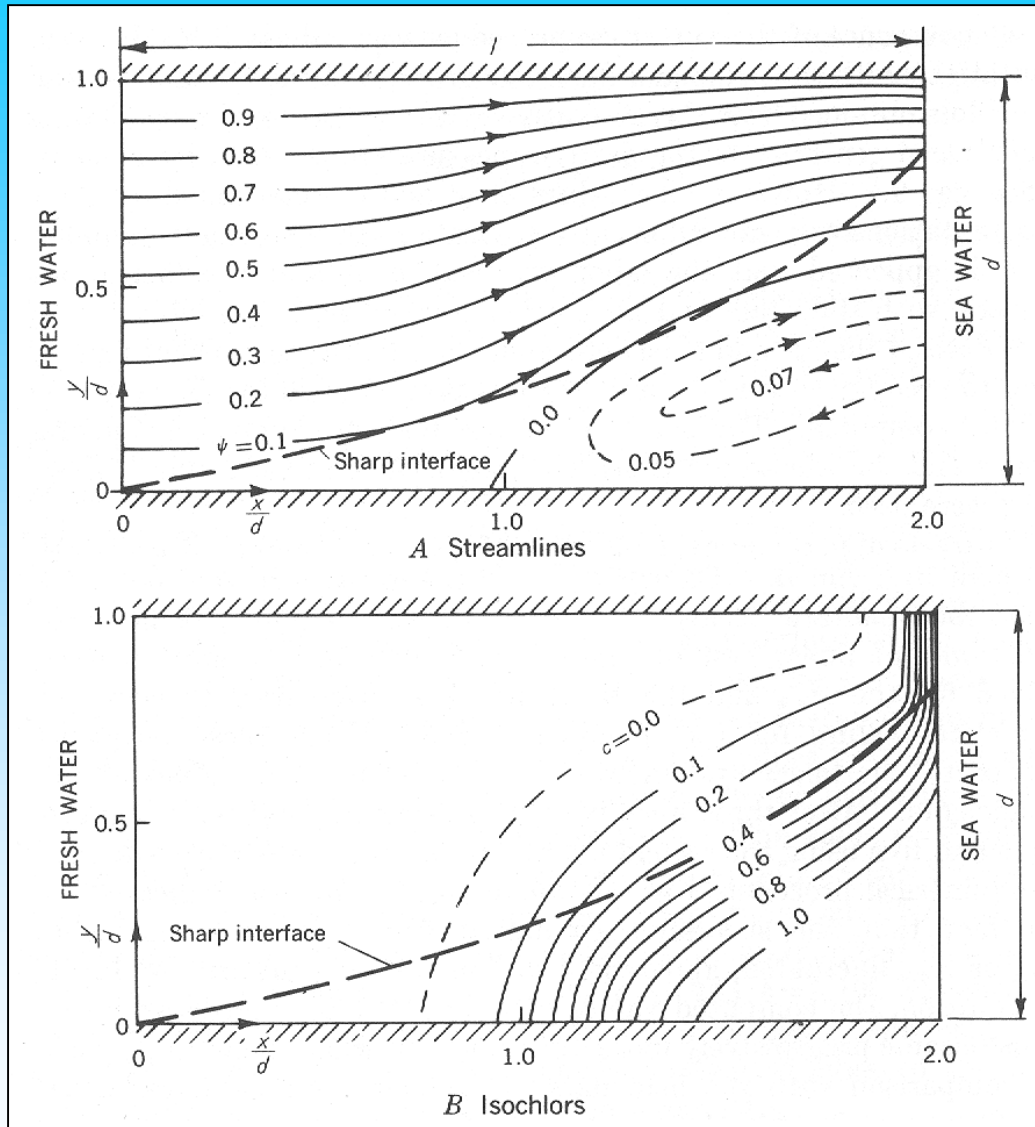 l
1.0
0.9
0.8
0.7
0.6
0.5
0.5
0.4
0.3
0.2
ψ=0.1
0
FRESH WATER
y/d
Sharp interface
0.0
0.07
0.05
SEA WATER
d
0
x/d
1.0
2.0
A Streamlines
1.0
c=0.0
0.1
0.2
0.4
0.6
0.8
1.0
0.5
FRESH WATER
y/d
Sharp interface
SEA WATER
d
0
0
x/d
1.0
2.0
B Isochlors